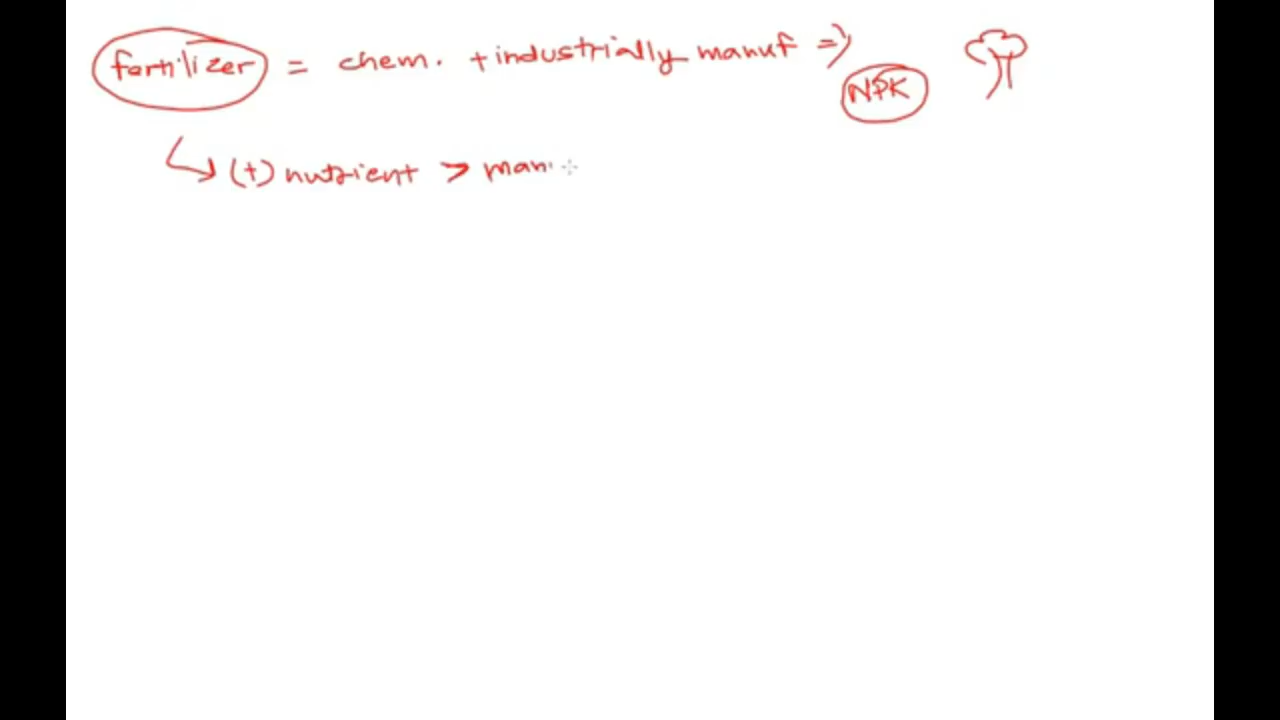 fertilizer = chem. + industrially manuf =>
NPK
(+) nutrient > man